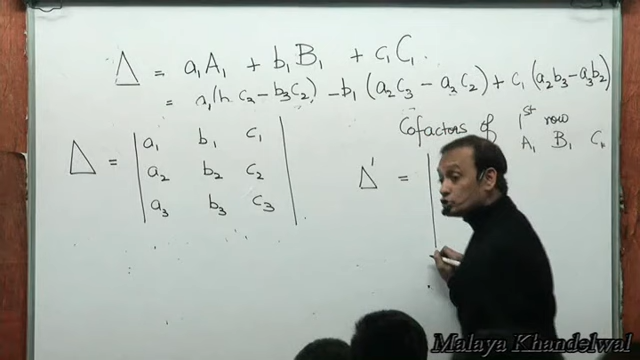 Δ = a₁A₁ + b₁B₁ + c₁C₁.
= a₁(b₂c₃ - b₃c₂) - b₁(a₂c₃ - a₃c₂) + c₁(a₂b₃ - a₃b₂)
Cofactors of 1st row
A₁ B₁ C₁
Δ = | a₁ b₁ c₁ |
| a₂ b₂ c₂ |
| a₃ b₃ c₃ |
Δ' = |
Malaya Khandelwal